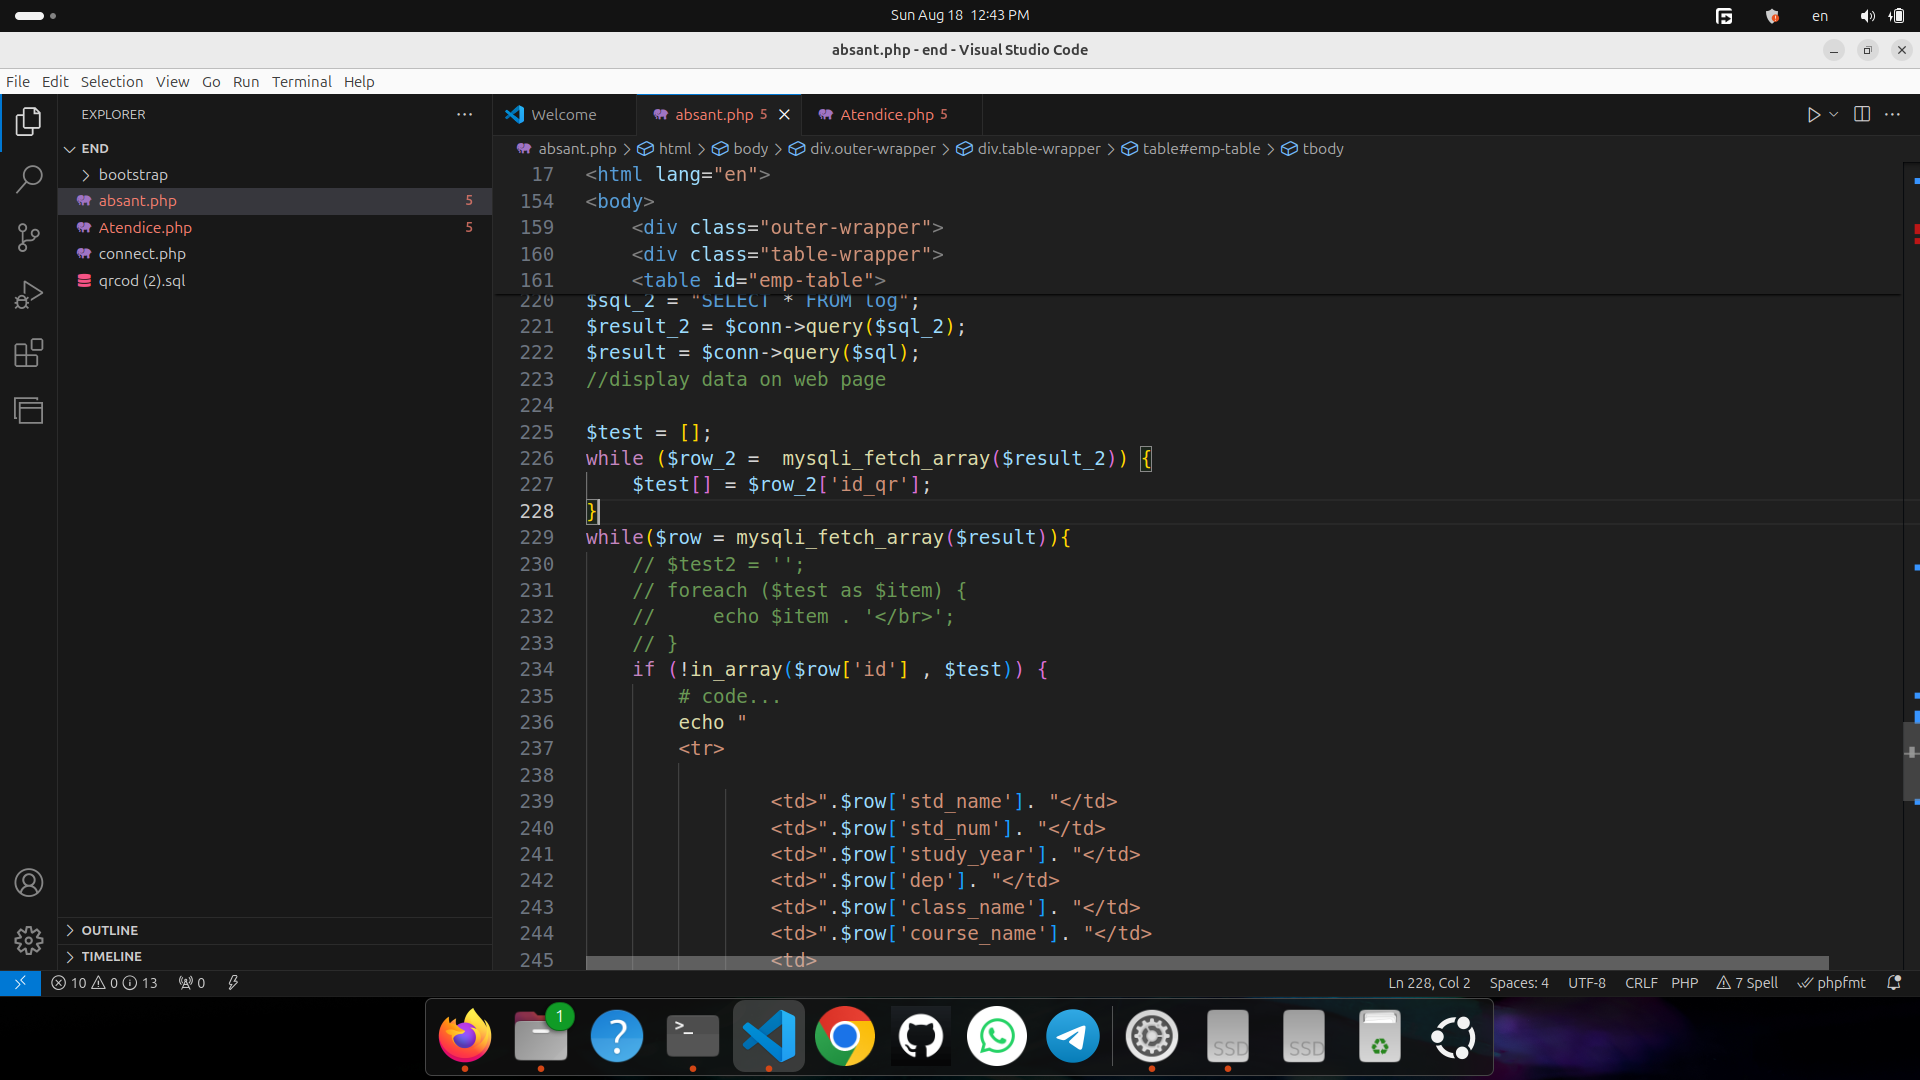 Sun Aug 18  12:43 PM
en
absant.php - end - Visual Studio Code
File Edit Selection View Go Run Terminal Help
EXPLORER
END
bootstrap
absant.php 5
Atendice.php 5
connect.php
qrcod (2).sql
OUTLINE
TIMELINE
Welcome
absant.php 5
Atendice.php 5
absant.php > html > body > div.outer-wrapper > div.table-wrapper > table#emp-table > tbody
17 <html lang="en">
154 <body>
159 <div class="outer-wrapper">
160 <div class="table-wrapper">
161 <table id="emp-table">
220 $sql_2 = "SELECT * FROM log";
221 $result_2 = $conn->query($sql_2);
222 $result = $conn->query($sql);
223 //display data on web page
224
225 $test = [];
226 while ($row_2 =  mysqli_fetch_array($result_2)) {
227 $test[] = $row_2['id_qr'];
228 }
229 while($row = mysqli_fetch_array($result)){
230 // $test2 = '';
231 // foreach ($test as $item) {
232 //     echo $item . '</br>';
233 // }
234 if (!in_array($row['id'] , $test)) {
235 # code...
236 echo "
237 <tr>
238
239 <td>".$row['std_name']. "</td>
240 <td>".$row['std_num']. "</td>
241 <td>".$row['study_year']. "</td>
242 <td>".$row['dep']. "</td>
243 <td>".$row['class_name']. "</td>
244 <td>".$row['course_name']. "</td>
245 <td>
10 0 13 0
Ln 228, Col 2 Spaces: 4 UTF-8 CRLF PHP 7 Spell phpfmt
1
?
>_
SSD
SSD